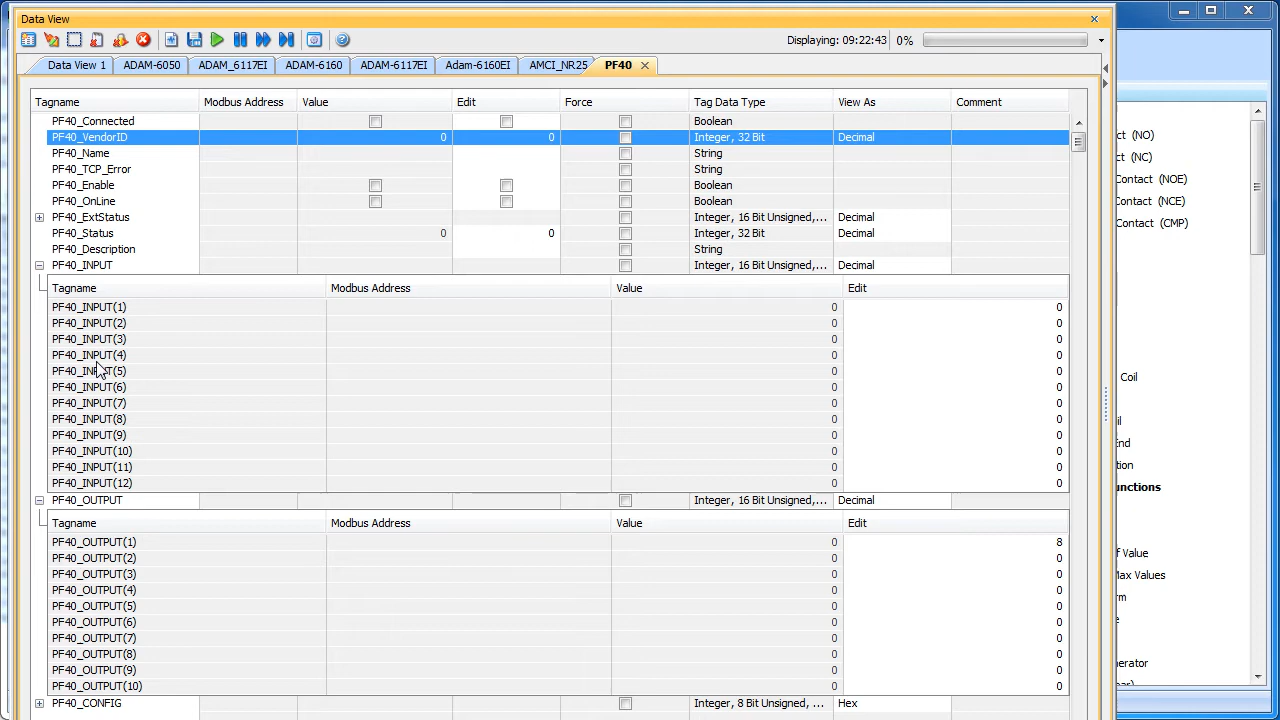 Data View
Displaying: 09:22:43 0%
Data View 1 ADAM-6050 ADAM_6117EI ADAM-6160 ADAM-6117EI Adam-6160EI AMCI_NR25 PF40
Tagname Modbus Address Value Edit Force Tag Data Type View As Comment
PF40_Connected Boolean
PF40_VendorID 0 0 Integer, 32 Bit Decimal
PF40_Name String
PF40_TCP_Error String
PF40_Enable Boolean
PF40_OnLine Boolean
PF40_ExtStatus Integer, 16 Bit Unsigned,... Decimal
PF40_Status 0 0 Integer, 32 Bit Decimal
PF40_Description String
PF40_INPUT Integer, 16 Bit Unsigned,... Decimal
Tagname Modbus Address Value Edit
PF40_INPUT(1) 0 0
PF40_INPUT(2) 0 0
PF40_INPUT(3) 0 0
PF40_INPUT(4) 0 0
PF40_INPUT(5) 0 0
PF40_INPUT(6) 0 0
PF40_INPUT(7) 0 0
PF40_INPUT(8) 0 0
PF40_INPUT(9) 0 0
PF40_INPUT(10) 0 0
PF40_INPUT(11) 0 0
PF40_INPUT(12) 0 0
PF40_OUTPUT Integer, 16 Bit Unsigned,... Decimal
Tagname Modbus Address Value Edit
PF40_OUTPUT(1) 0 8
PF40_OUTPUT(2) 0 0
PF40_OUTPUT(3) 0 0
PF40_OUTPUT(4) 0 0
PF40_OUTPUT(5) 0 0
PF40_OUTPUT(6) 0 0
PF40_OUTPUT(7) 0 0
PF40_OUTPUT(8) 0 0
PF40_OUTPUT(9) 0 0
PF40_OUTPUT(10) 0 0
PF40_CONFIG Integer, 8 Bit Unsigned, ... Hex
ct (NO)
ct (NC)
Contact (NOE)
Contact (NCE)
Contact (CMP)
Coil
il
End
tion
unctions
of Value
Max Values
rm
e
nerator
ear)